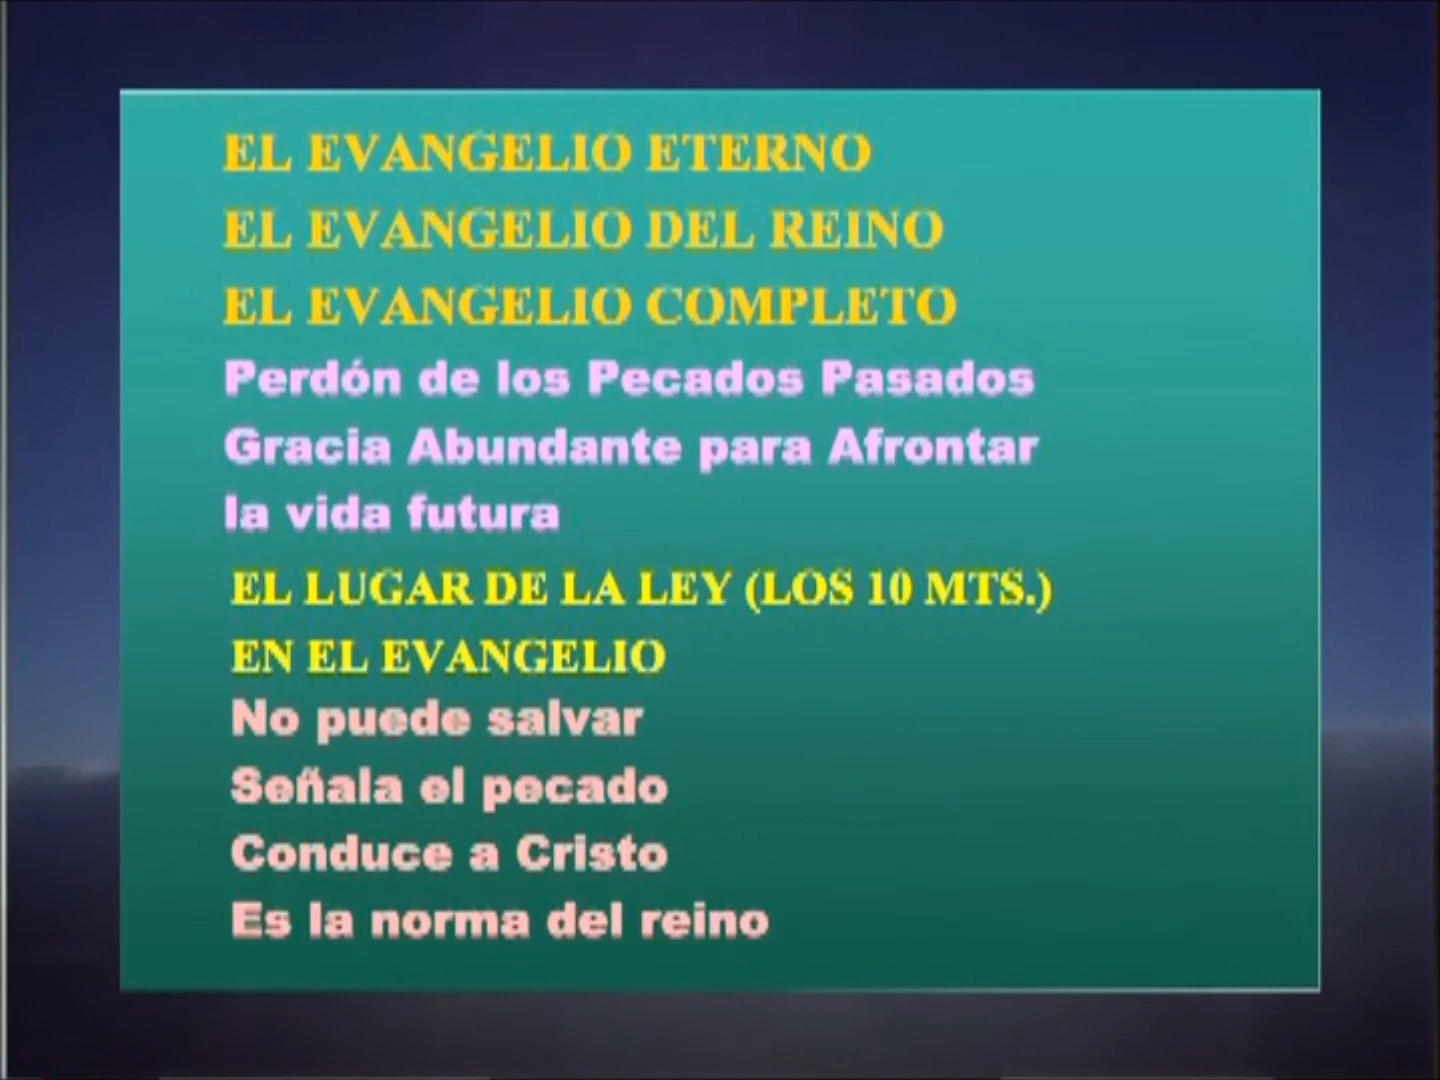 EL EVANGELIO ETERNO
EL EVANGELIO DEL REINO
EL EVANGELIO COMPLETO
Perdón de los Pecados Pasados
Gracia Abundante para Afrontar
la vida futura
EL LUGAR DE LA LEY (LOS 10 MTS.)
EN EL EVANGELIO
No puede salvar
Señala el pecado
Conduce a Cristo
Es la norma del reino